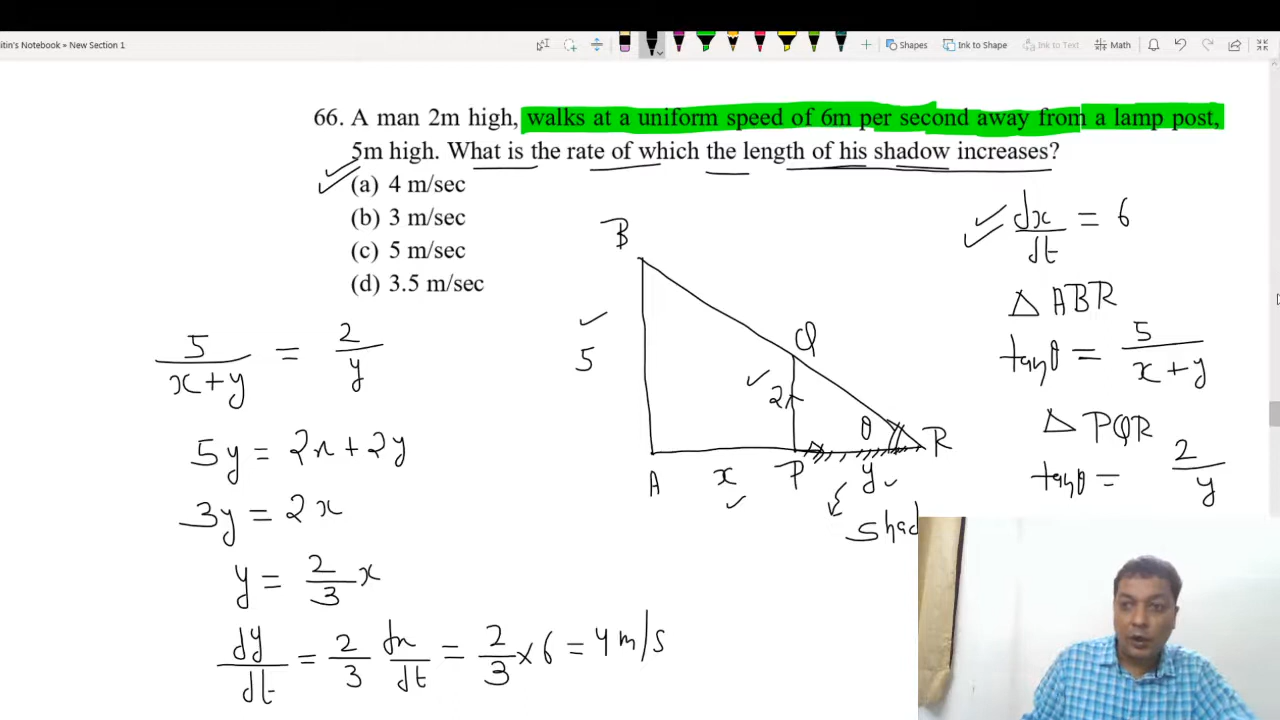 itin's Notebook » New Section 1
Shapes Ink to Shape Ink to Text Math
66. A man 2m high, walks at a uniform speed of 6m per second away from a lamp post,
5m high. What is the rate of which the length of his shadow increases?
(a) 4 m/sec
(b) 3 m/sec
(c) 5 m/sec
(d) 3.5 m/sec
B
5
Q
2
θ
R
A
x
P
y
shad
dx/dt = 6
△ ABR
tanθ = 5/(x+y)
△ PQR
tanθ = 2/y
5/(x+y) = 2/y
5y = 2x + 2y
3y = 2x
y = 2/3 x
dy/dt = 2/3 dx/dt = 2/3 × 6 = 4 m/s